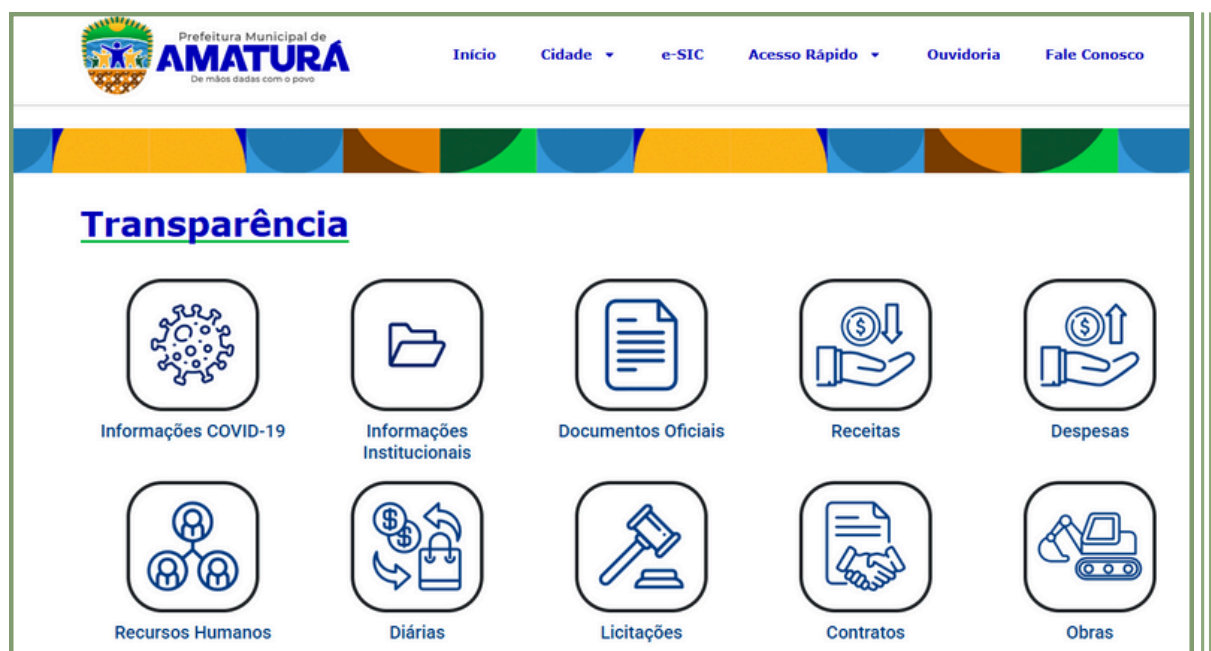 Prefeitura Municipal de
AMATURÁ
De mãos dadas com o povo
Início Cidade e-SIC Acesso Rápido Ouvidoria Fale Conosco
Transparência
Informações COVID-19
Informações
Institucionais
Documentos Oficiais
Receitas
Despesas
Recursos Humanos
Diárias
Licitações
Contratos
Obras